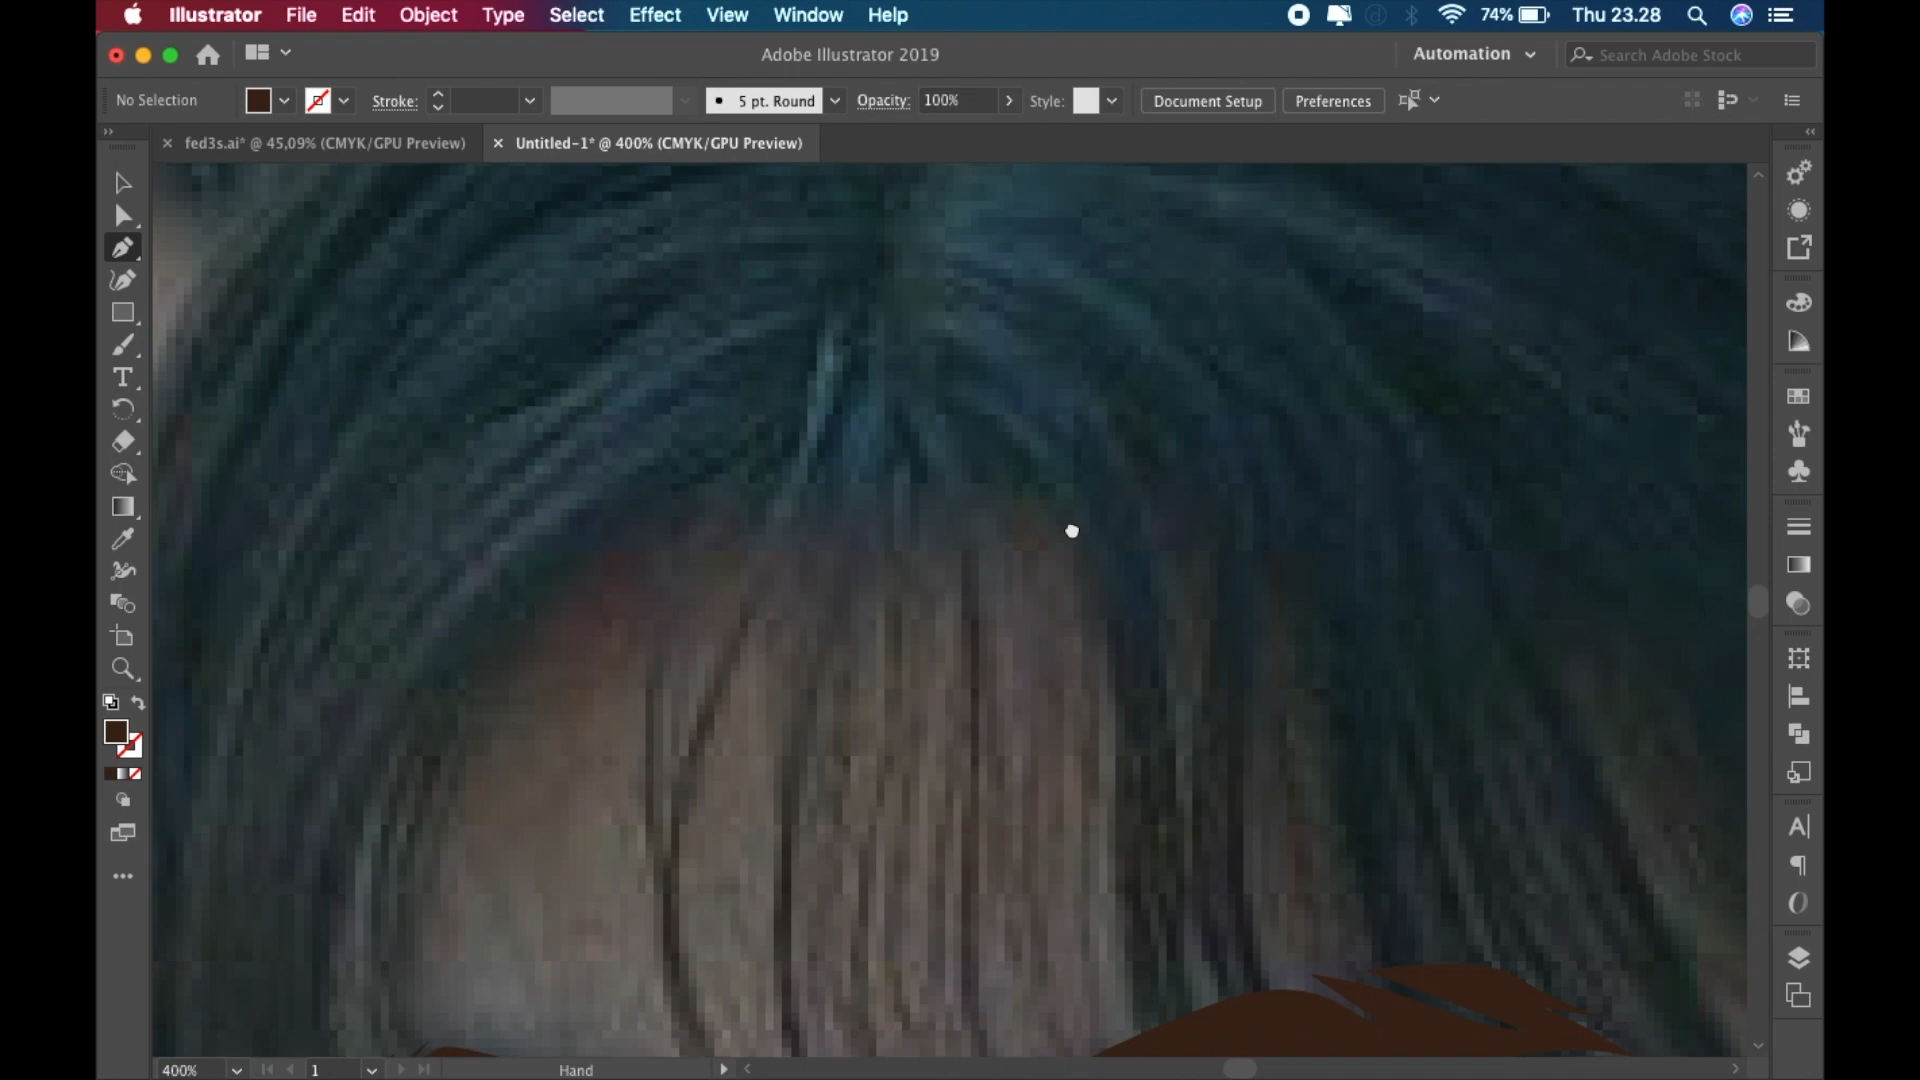 Illustrator File Edit Object Type Select Effect View Window Help 74% Thu 23.28
Adobe Illustrator 2019 Automation Search Adobe Stock
No Selection Stroke: 5 pt. Round Opacity: 100% Style: Document Setup Preferences
fed3s.ai* @ 45,09% (CMYK/GPU Preview) Untitled-1* @ 400% (CMYK/GPU Preview)
400% 1 Hand